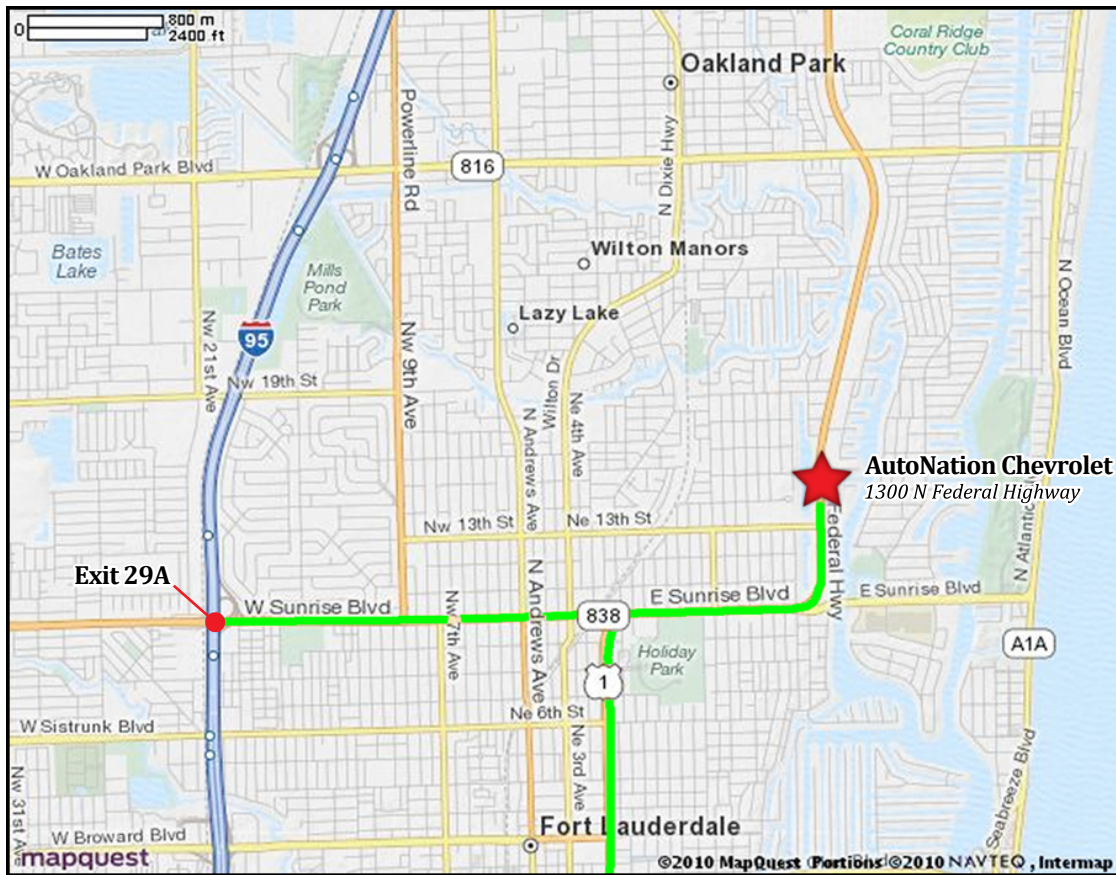 0
800 m
2400 ft
Coral Ridge
Country Club
Oakland Park
Powerline Rd
W Oakland Park Blvd
816
N Dixie Hwy
Bates
Lake
Wilton Manors
Mills
Pond
Park
N Ocean Blvd
Lazy Lake
95
Nw 21st Ave
Nw 9th Ave
Nw 19th St
Wilton Dr
Ne 4th Ave
N Andrews Ave
AutoNation Chevrolet
1300 N Federal Highway
N Atlantic
Nw 13th St
Ne 13th St
Federal Hwy
Exit 29A
W Sunrise Blvd
838
E Sunrise Blvd
E Sunrise Blvd
Nw 7th Ave
N Andrews Ave
Holiday
Park
A1A
1
Ne 6th St
W Sistrunk Blvd
Ne 3rd Ave
Nw 31st Ave
Seabreeze Blvd
W Broward Blvd
Fort Lauderdale
mapquest
©2010 MapQuest Portions ©2010 NAVTEQ, Intermap